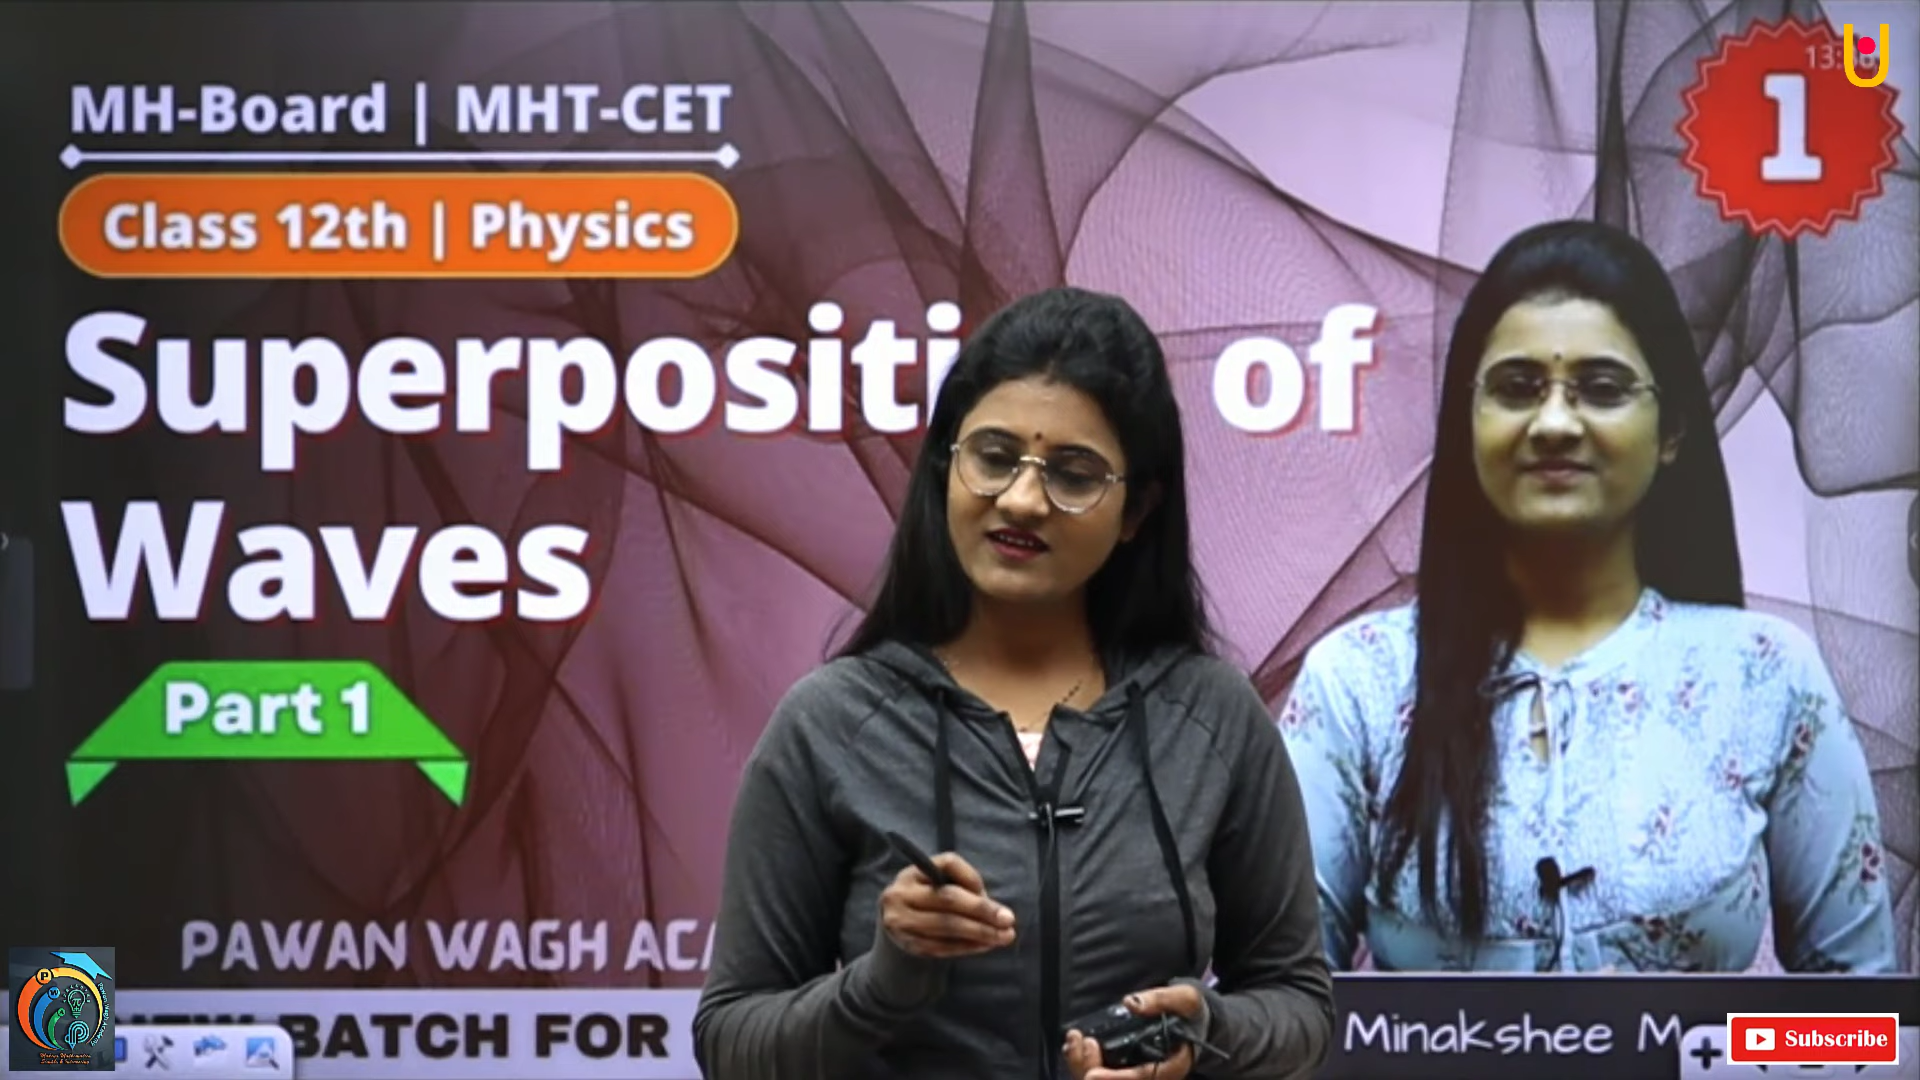 MH-Board | MHT-CET
1
Class 12th | Physics
Superpositi of
Waves
Part 1
PAWAN WAGH ACA
BATCH FOR
Minakshee M
Subscribe